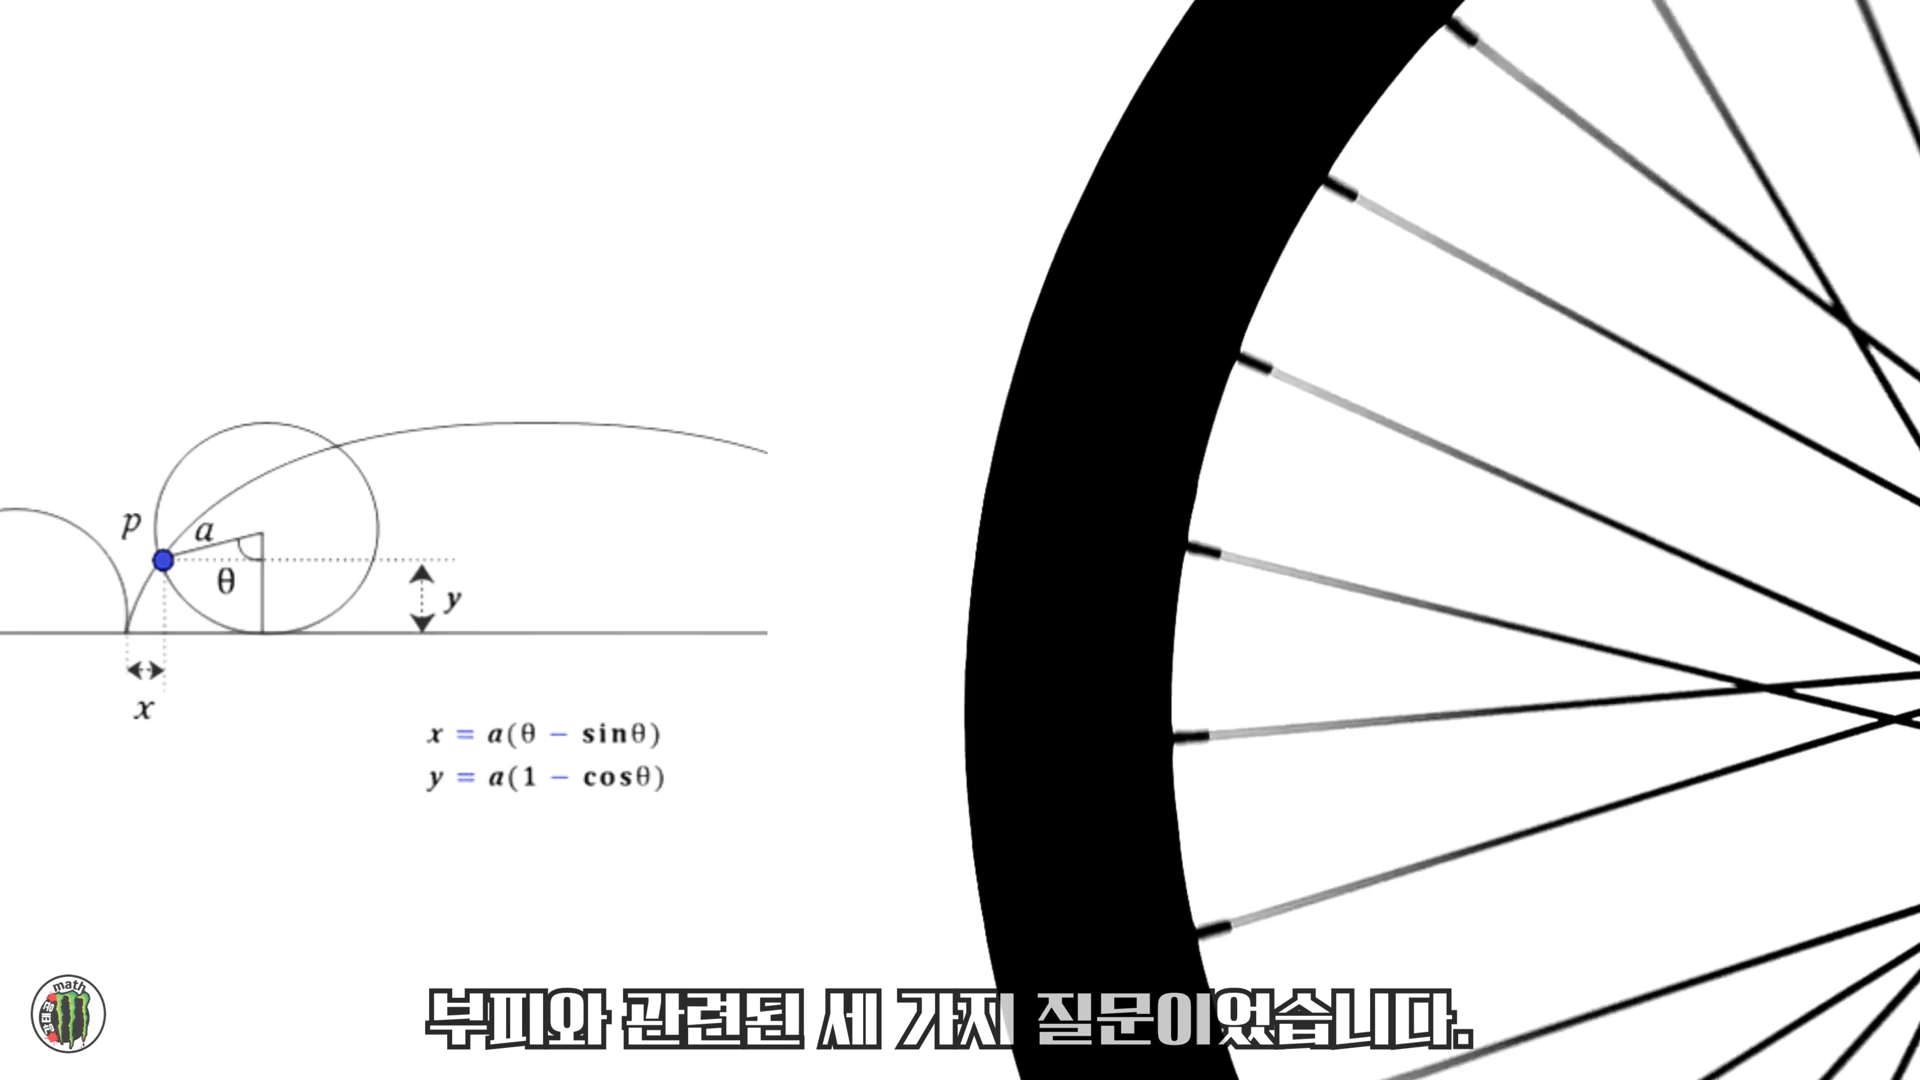 p
a
θ
y
x
x = a(θ − sinθ)
y = a(1 − cosθ)
math
부피와 관련된 세 가지 질문이었습니다.